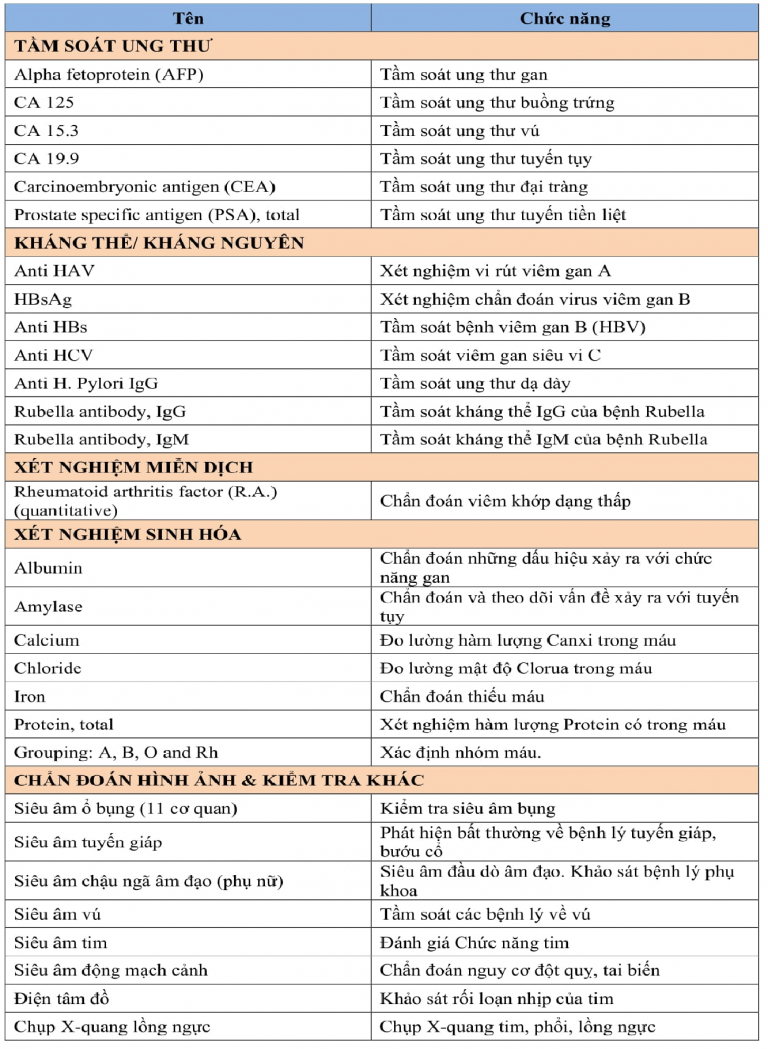 Tên Chức năng
TẦM SOÁT UNG THƯ
Alpha fetoprotein (AFP) Tầm soát ung thư gan
CA 125 Tầm soát ung thư buồng trứng
CA 15.3 Tầm soát ung thư vú
CA 19.9 Tầm soát ung thư tuyến tụy
Carcinoembryonic antigen (CEA) Tầm soát ung thư đại tràng
Prostate specific antigen (PSA), total Tầm soát ung thư tuyến tiền liệt
KHÁNG THỂ/ KHÁNG NGUYÊN
Anti HAV Xét nghiệm vi rút viêm gan A
HBsAg Xét nghiệm chẩn đoán virus viêm gan B
Anti HBs Tầm soát bệnh viêm gan B (HBV)
Anti HCV Tầm soát viêm gan siêu vi C
Anti H. Pylori IgG Tầm soát ung thư dạ dày
Rubella antibody, IgG Tầm soát kháng thể IgG của bệnh Rubella
Rubella antibody, IgM Tầm soát kháng thể IgM của bệnh Rubella
XÉT NGHIỆM MIỄN DỊCH
Rheumatoid arthritis factor (R.A.)
(quantitative)
Chẩn đoán viêm khớp dạng thấp
XÉT NGHIỆM SINH HÓA
Albumin
Chẩn đoán những dấu hiệu xảy ra với chức
năng gan
Amylase
Chẩn đoán và theo dõi vấn đề xảy ra với tuyến
tụy
Calcium Đo lường hàm lượng Canxi trong máu
Chloride Đo lường mật độ Clorua trong máu
Iron Chẩn đoán thiếu máu
Protein, total Xét nghiệm hàm lượng Protein có trong máu
Grouping: A, B, O and Rh Xác định nhóm máu.
CHẨN ĐOÁN HÌNH ẢNH & KIỂM TRA KHÁC
Siêu âm ổ bụng (11 cơ quan) Kiểm tra siêu âm bụng
Siêu âm tuyến giáp
Phát hiện bất thường về bệnh lý tuyến giáp,
bướu cổ
Siêu âm chậu ngã âm đạo (phụ nữ)
Siêu âm đầu dò âm đạo. Khảo sát bệnh lý phụ
khoa
Siêu âm vú Tầm soát các bệnh lý về vú
Siêu âm tim Đánh giá Chức năng tim
Siêu âm động mạch cảnh Chẩn đoán nguy cơ đột quỵ, tai biến
Điện tâm đồ Khảo sát rối loạn nhịp của tim
Chụp X-quang lồng ngực Chụp X-quang tim, phổi, lồng ngực